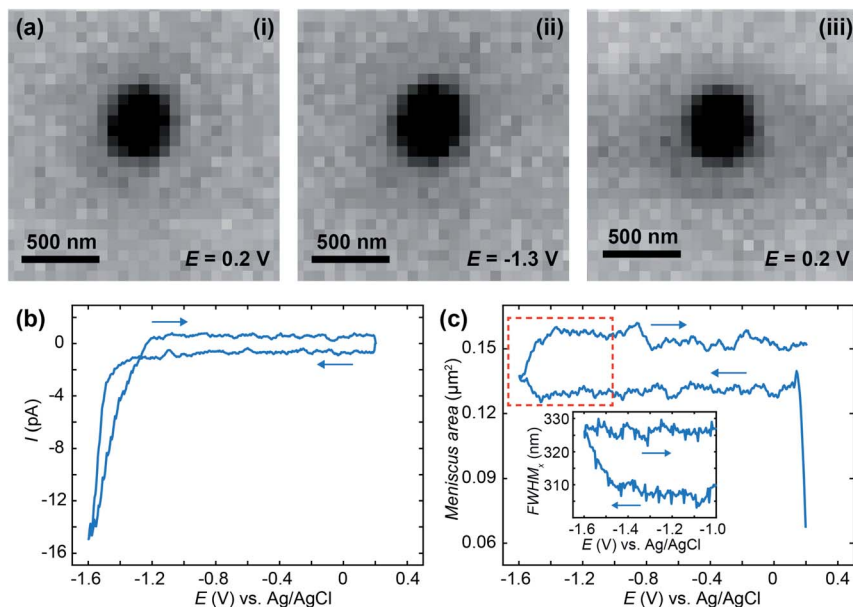 (a)
(i)
(ii)
(iii)
500 nm
E = 0.2 V
500 nm
E = -1.3 V
500 nm
E = 0.2 V
(b)
0
-4
-8
-12
-16
I (pA)
-1.6
-1.2
-0.8
-0.4
0
0.4
E (V) vs. Ag/AgCl
(c)
0.15
0.12
0.09
0.06
Meniscus area (µm²)
330
320
310
FWHMx (nm)
-1.6
-1.4
-1.2
-1.0
E (V) vs. Ag/AgCl
-1.6
-1.2
-0.8
-0.4
0
0.4
E (V) vs. Ag/AgCl